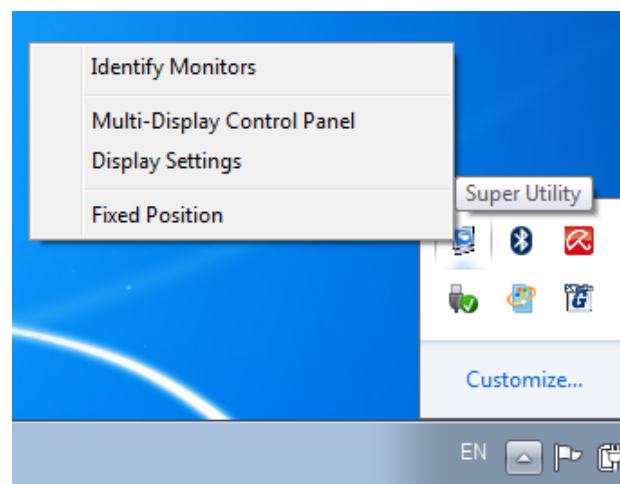 Identify Monitors
Multi-Display Control Panel
Display Settings
Fixed Position
Super Utility
Customize...
EN